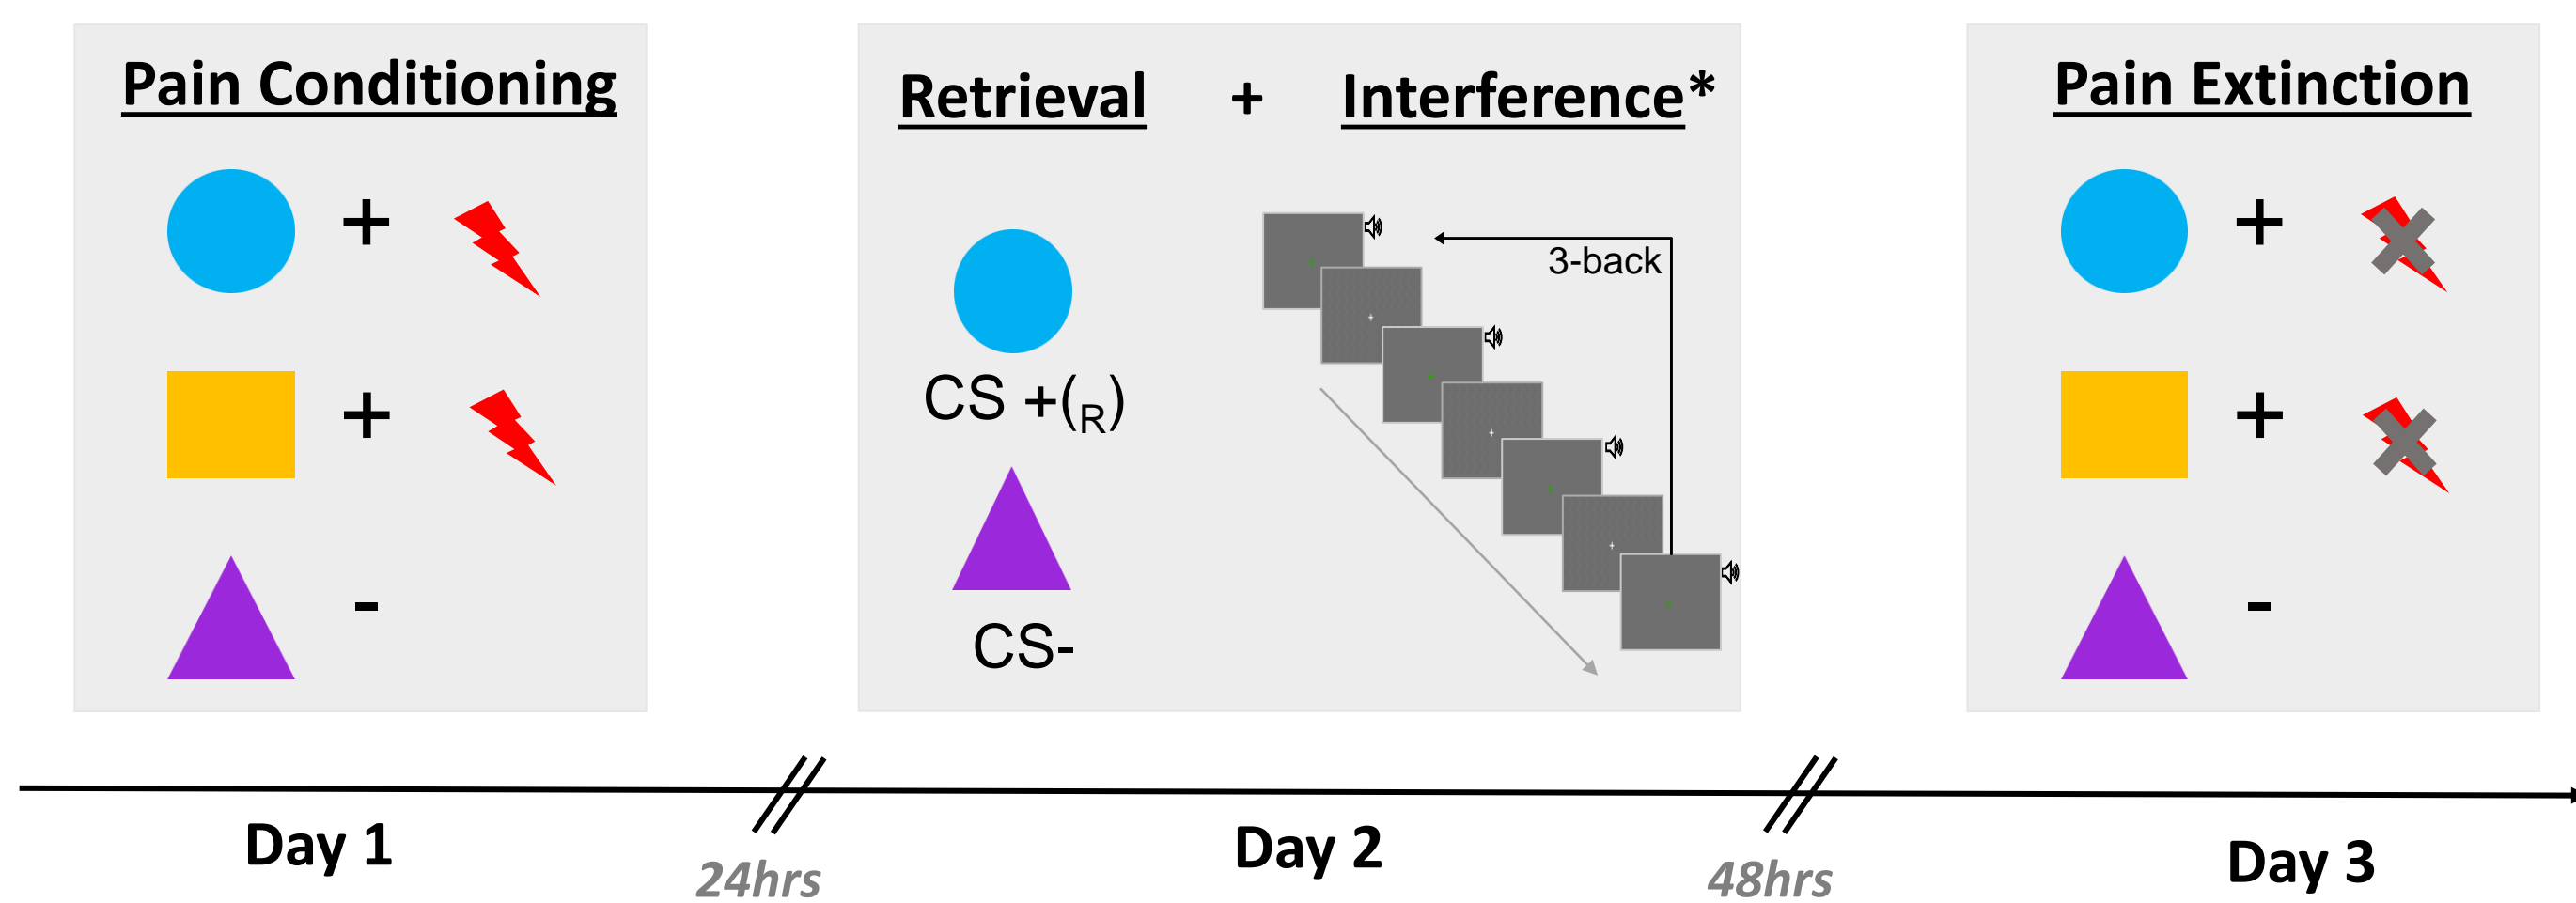 Pain Conditioning
+
+
-
Retrieval + Interference*
3-back
CS +(R)
CS-
Pain Extinction
+
+
-
Day 1
24hrs
Day 2
48hrs
Day 3